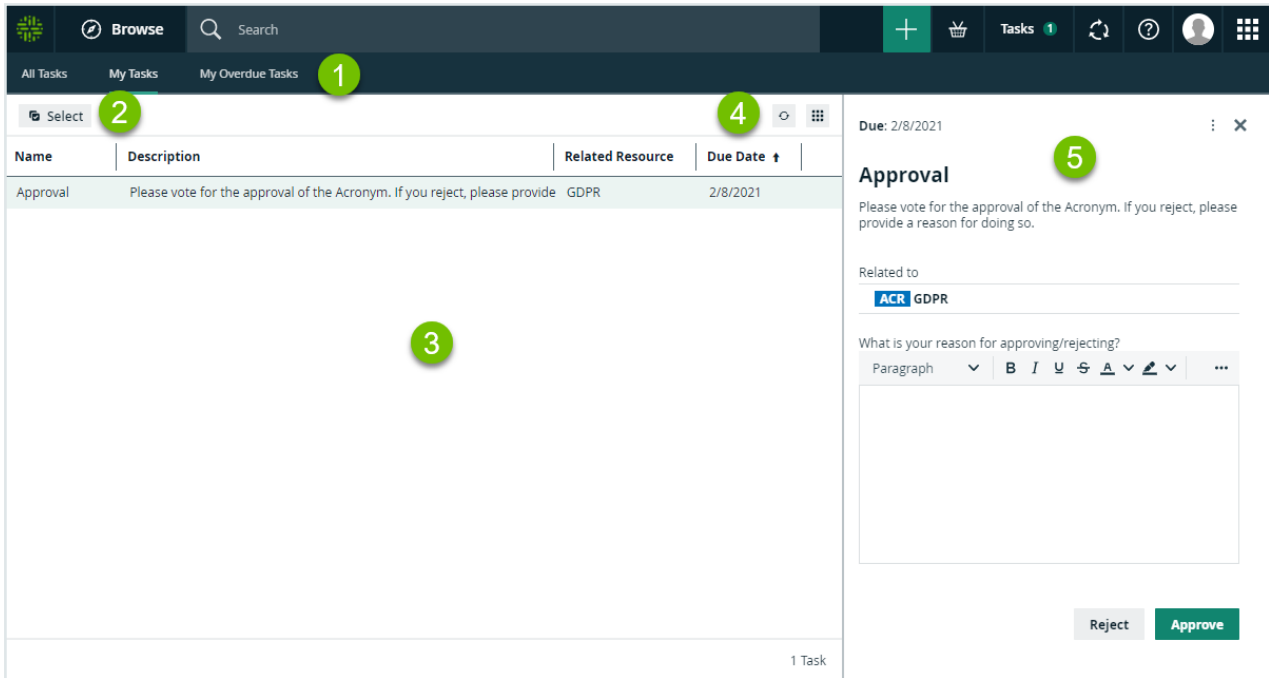 Browse Search Tasks 1
All Tasks My Tasks My Overdue Tasks 1
Select 2 4
Name Description Related Resource Due Date
Approval Please vote for the approval of the Acronym. If you reject, please provide GDPR 2/8/2021
3
1 Task
Due: 2/8/2021
5
Approval
Please vote for the approval of the Acronym. If you reject, please
provide a reason for doing so.
Related to
ACR GDPR
What is your reason for approving/rejecting?
Paragraph B I U S A ...
Reject Approve